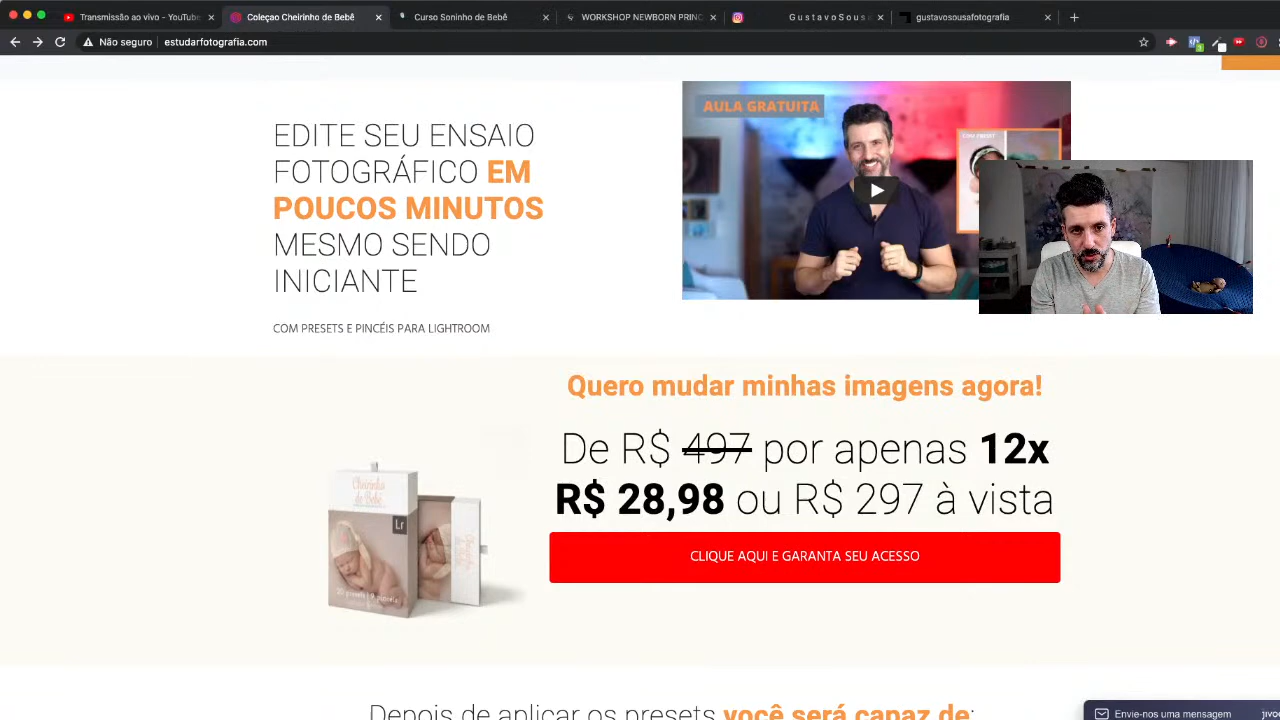 Transmissão ao vivo - YouTube
Coleçao Cheirinho de Bebê
Curso Soninho de Bebê
WORKSHOP NEWBORN PRINC
G u s t a v o S o u s
gustavosousafotografia
Não seguro
estudarfotografia.com
EDITE SEU ENSAIO
FOTOGRÁFICO EM
POUCOS MINUTOS
MESMO SENDO
INICIANTE
COM PRESETS E PINCÉIS PARA LIGHTROOM
AULA GRATUITA
COM PRESET
Quero mudar minhas imagens agora!
De R$ 497 por apenas 12x
R$ 28,98 ou R$ 297 à vista
CLIQUE AQUI E GARANTA SEU ACESSO
Cheirinho
de Bebê
Lr
Depois de aplicar os presets você será capaz de:
Envie-nos uma mensagem